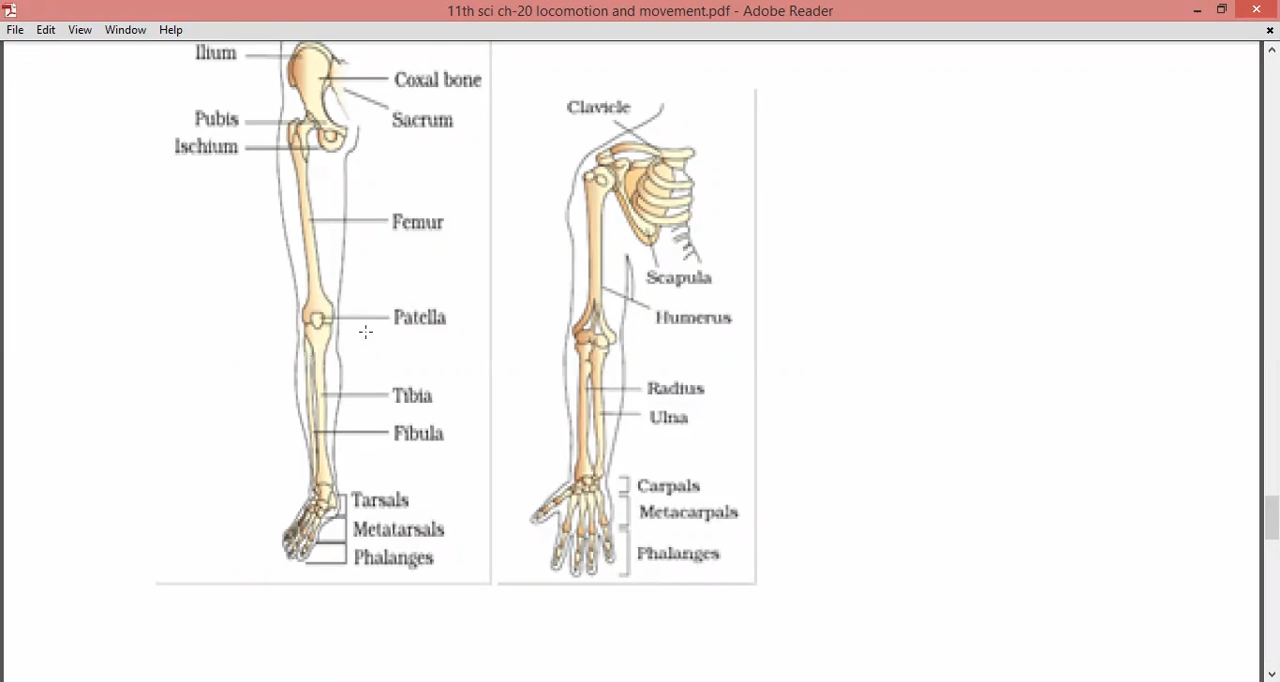 11th sci ch-20 locomotion and movement.pdf - Adobe Reader
File Edit View Window Help
Ilium
Coxal bone
Sacrum
Pubis
Ischium
Femur
Patella
Tibia
Fibula
Tarsals
Metatarsals
Phalanges
Clavicle
Scapula
Humerus
Radius
Ulna
Carpals
Metacarpals
Phalanges